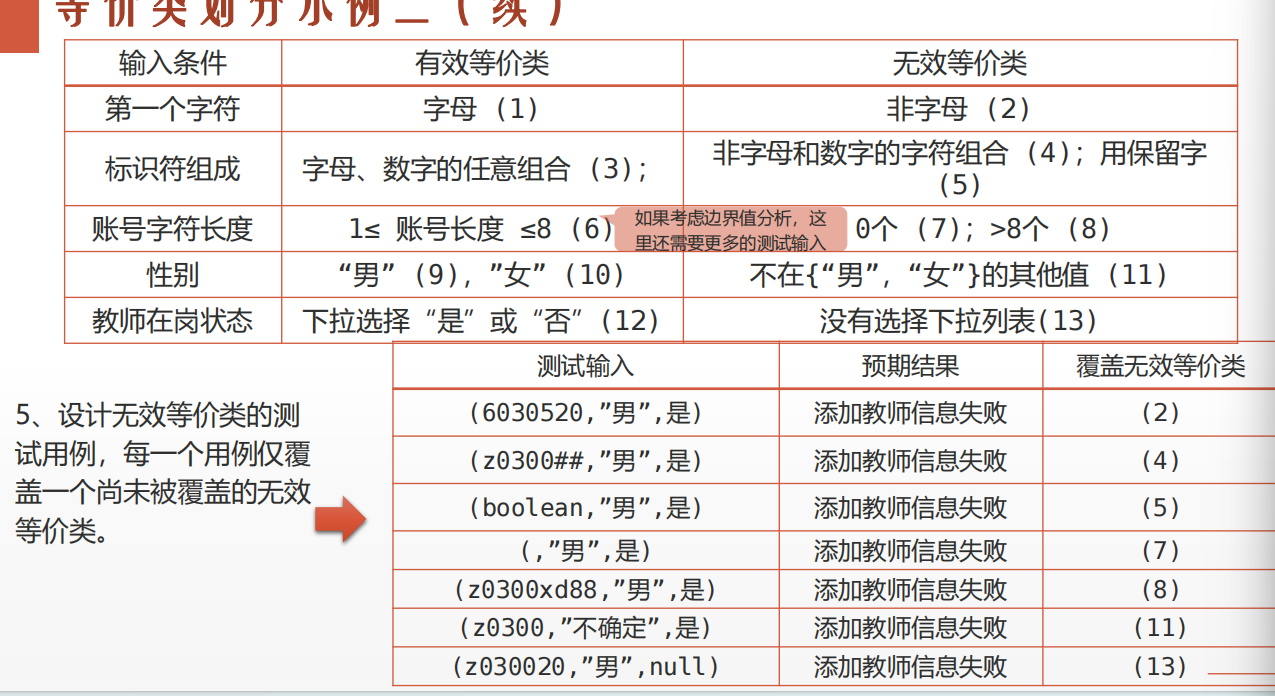 等价类划分示例二（续）
输入条件 有效等价类 无效等价类
第一个字符 字母 (1) 非字母 (2)
标识符组成 字母、数字的任意组合 (3); 非字母和数字的字符组合 (4); 用保留字
(5)
账号字符长度 1≤ 账号长度 ≤8 (6) 0个 (7); >8个 (8)
如果考虑边界值分析，这
里还需要更多的测试输入
性别 “男” (9), ”女” (10) 不在{“男”, “女”}的其他值 (11)
教师在岗状态 下拉选择 “是” 或 “否” (12) 没有选择下拉列表(13)
5、设计无效等价类的测
试用例，每一个用例仅覆
盖一个尚未被覆盖的无效
等价类。
测试输入 预期结果 覆盖无效等价类
(6030520,”男”,是) 添加教师信息失败 (2)
(z0300##,”男”,是) 添加教师信息失败 (4)
(boolean,”男”,是) 添加教师信息失败 (5)
(,”男”,是) 添加教师信息失败 (7)
(z0300xd88,”男”,是) 添加教师信息失败 (8)
(z0300,”不确定”,是) 添加教师信息失败 (11)
(z030020,”男”,null) 添加教师信息失败 (13)